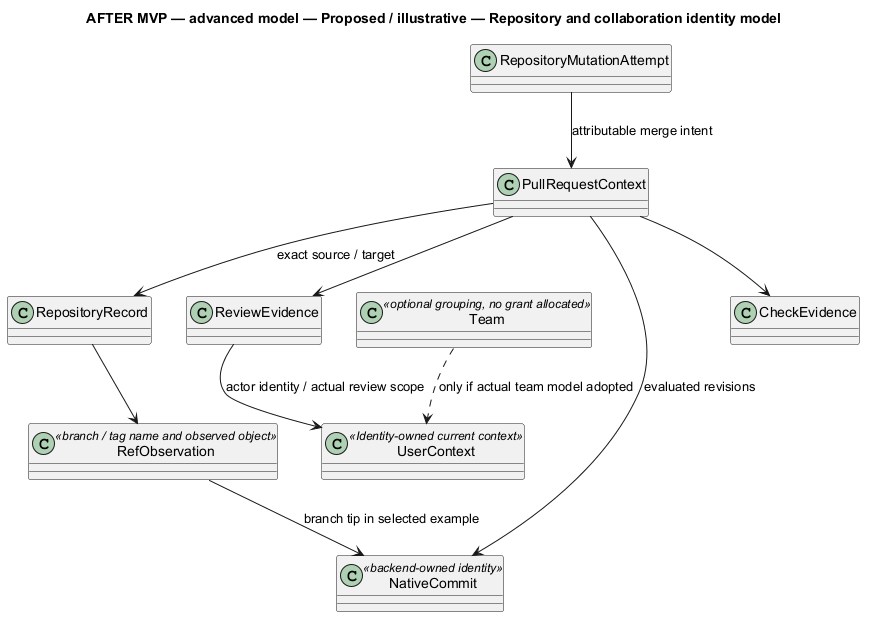 AFTER MVP — advanced model — Proposed / illustrative — Repository and collaboration identity model
C RepositoryMutationAttempt
attributable merge intent
C PullRequestContext
exact source / target
C RepositoryRecord
C ReviewEvidence
C «optional grouping, no grant allocated»
Team
C CheckEvidence
actor identity / actual review scope
only if actual team model adopted
evaluated revisions
C «branch / tag name and observed object»
RefObservation
C «Identity-owned current context»
UserContext
branch tip in selected example
C «backend-owned identity»
NativeCommit